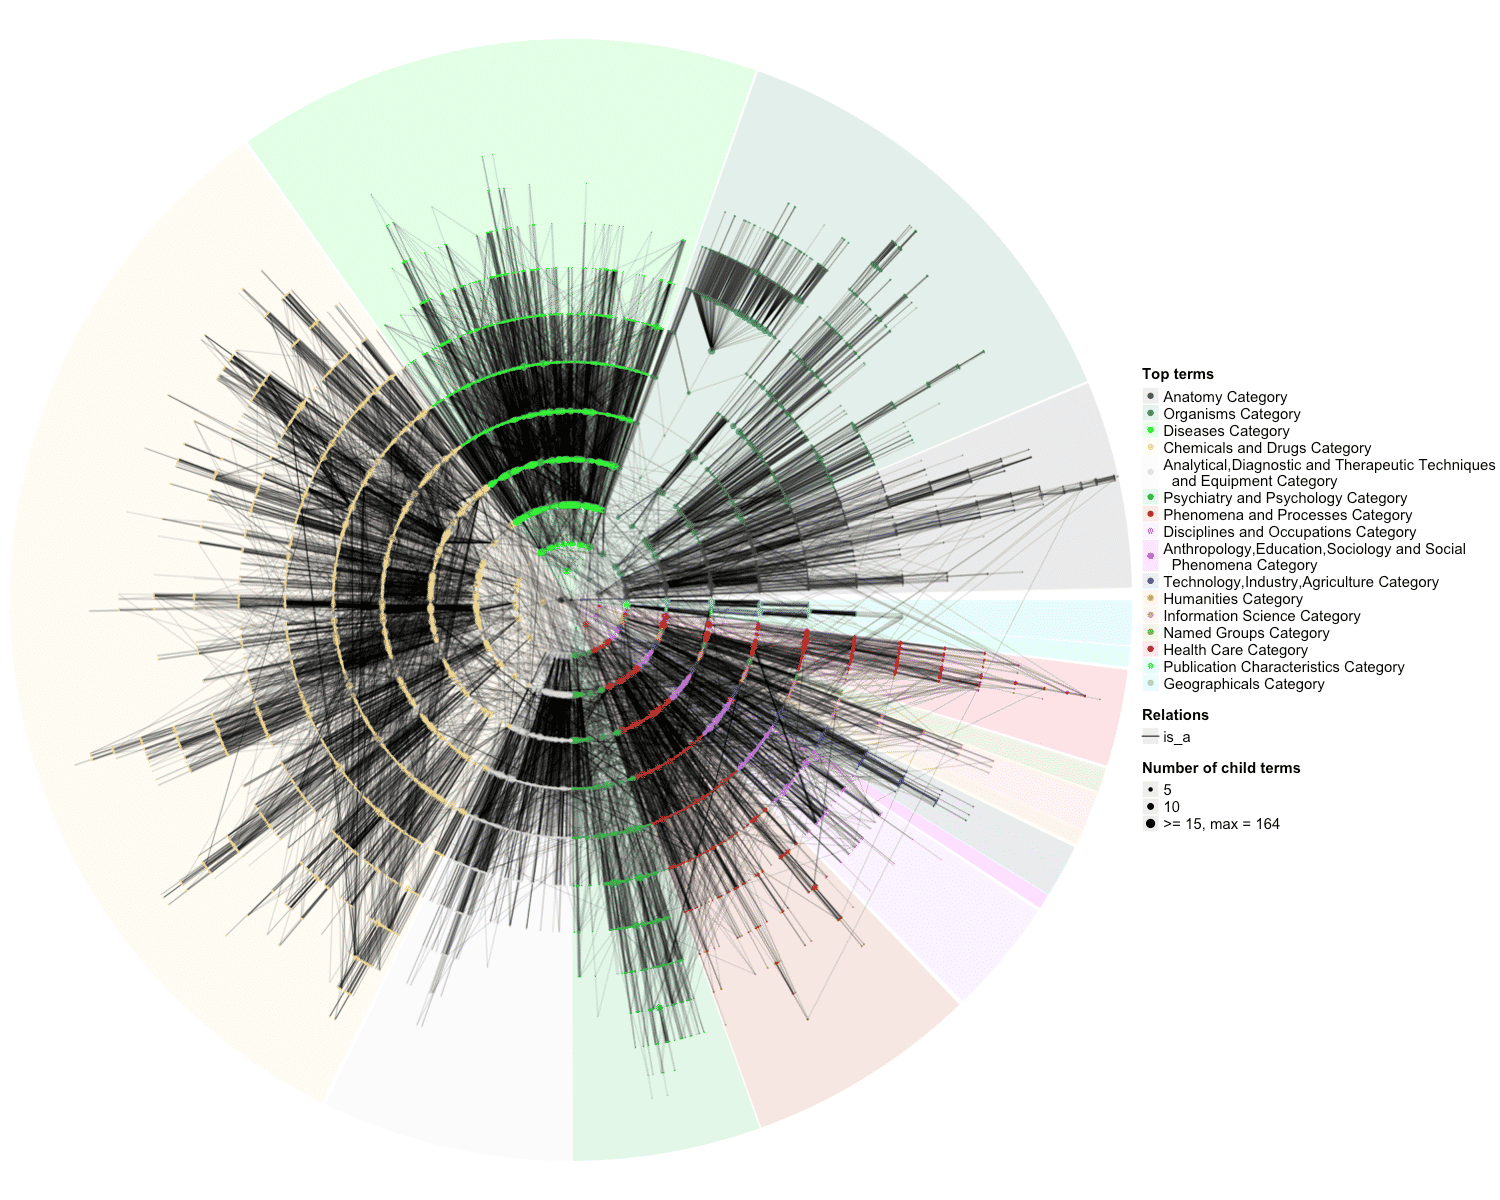 Top terms
Anatomy Category
Organisms Category
Diseases Category
Chemicals and Drugs Category
Analytical,Diagnostic and Therapeutic Techniques
and Equipment Category
Psychiatry and Psychology Category
Phenomena and Processes Category
Disciplines and Occupations Category
Anthropology,Education,Sociology and Social
Phenomena Category
Technology,Industry,Agriculture Category
Humanities Category
Information Science Category
Named Groups Category
Health Care Category
Publication Characteristics Category
Geographicals Category
Relations
is_a
Number of child terms
5
10
>= 15, max = 164